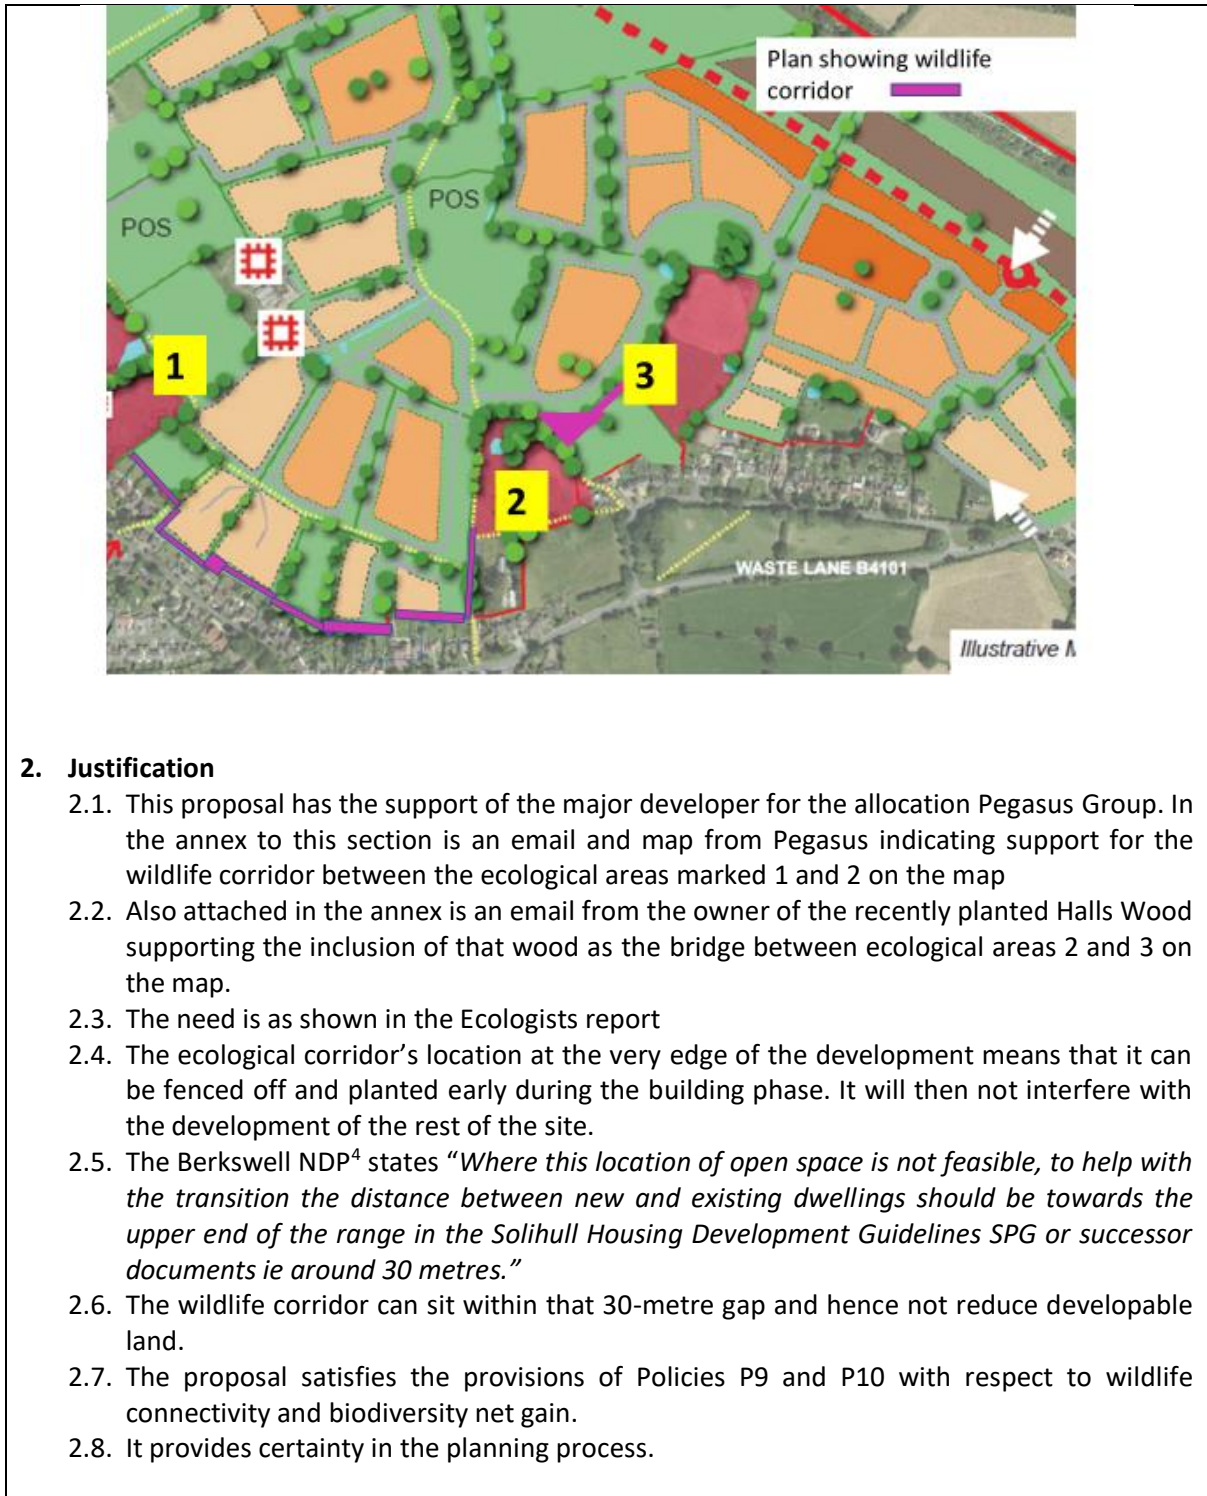 Plan showing wildlife
corridor
POS
POS
1
3
2
WASTE LANE B4101
Illustrative
2. Justification
2.1. This proposal has the support of the major developer for the allocation Pegasus Group. In
the annex to this section is an email and map from Pegasus indicating support for the
wildlife corridor between the ecological areas marked 1 and 2 on the map
2.2. Also attached in the annex is an email from the owner of the recently planted Halls Wood
supporting the inclusion of that wood as the bridge between ecological areas 2 and 3 on
the map.
2.3. The need is as shown in the Ecologists report
2.4. The ecological corridor’s location at the very edge of the development means that it can
be fenced off and planted early during the building phase. It will then not interfere with
the development of the rest of the site.
2.5. The Berkswell NDP4 states “Where this location of open space is not feasible, to help with
the transition the distance between new and existing dwellings should be towards the
upper end of the range in the Solihull Housing Development Guidelines SPG or successor
documents ie around 30 metres.”
2.6. The wildlife corridor can sit within that 30-metre gap and hence not reduce developable
land.
2.7. The proposal satisfies the provisions of Policies P9 and P10 with respect to wildlife
connectivity and biodiversity net gain.
2.8. It provides certainty in the planning process.